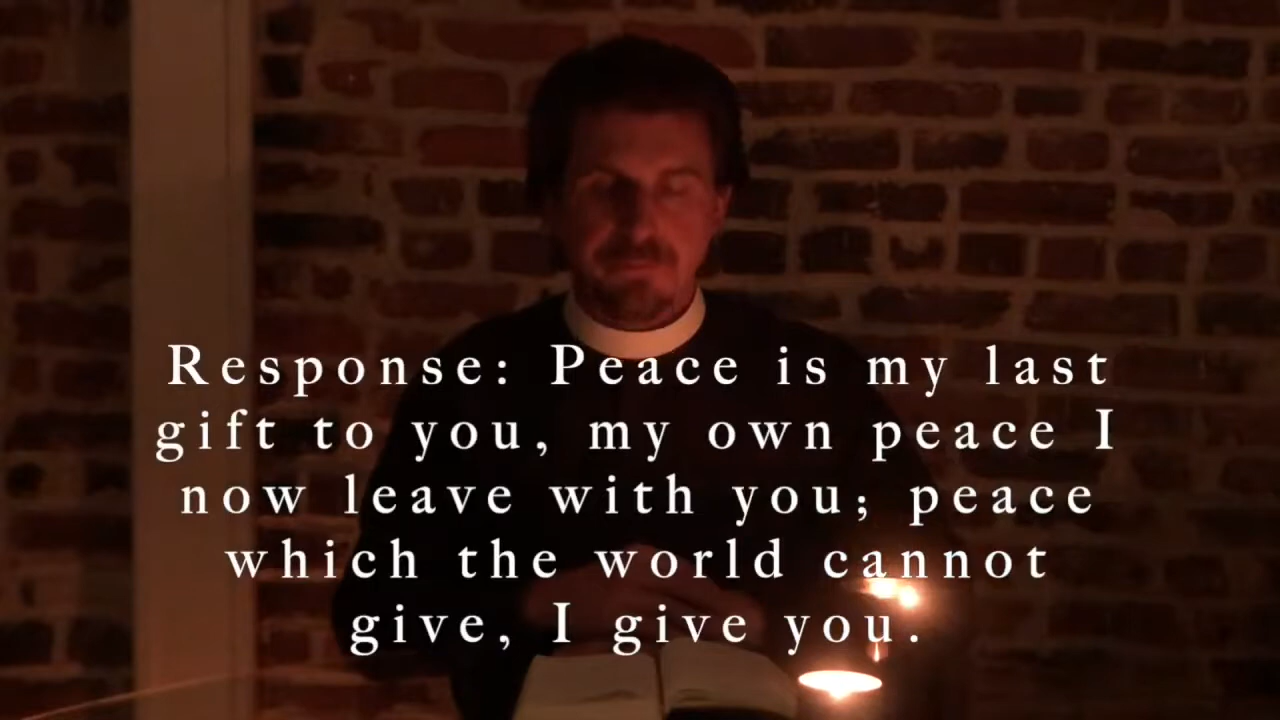 Response: Peace is my last
gift to you, my own peace I
now leave with you; peace
which the world cannot
give, I give you.